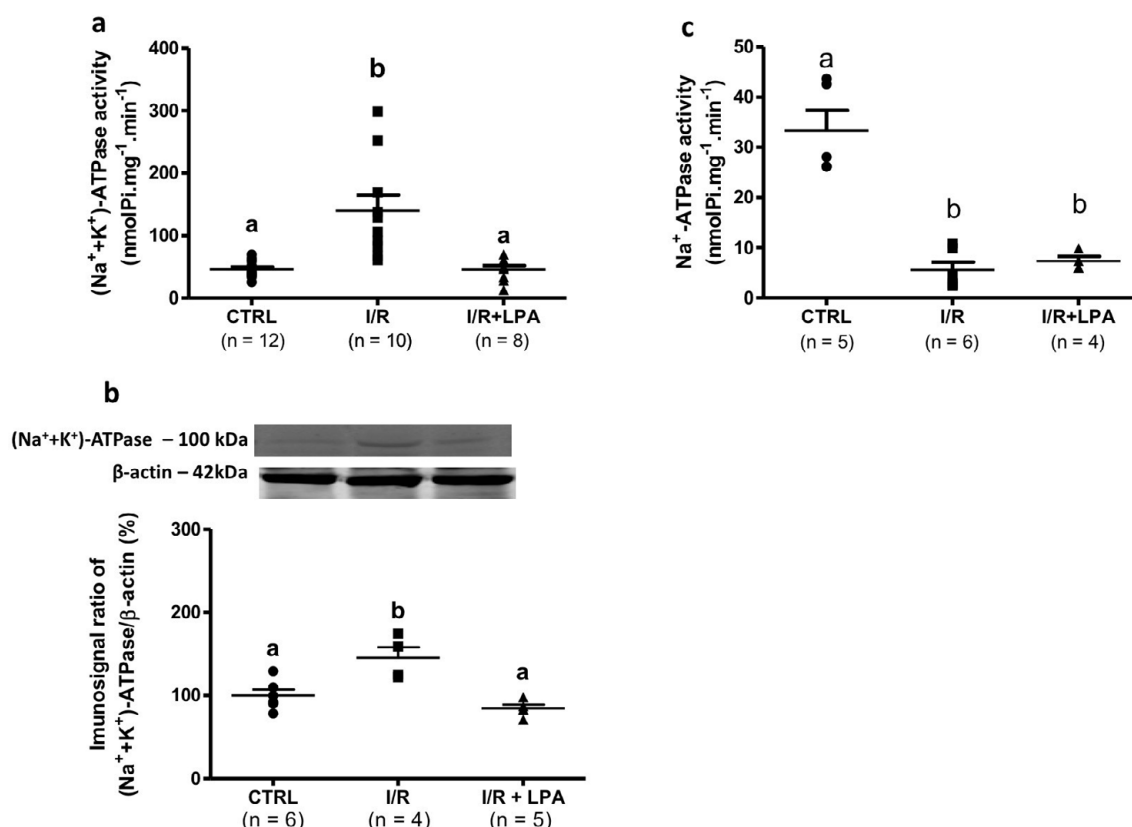 a
(Na⁺+K⁺)-ATPase activity
(nmolPi.mg⁻¹.min⁻¹)
400
300
200
100
0
a
b
a
CTRL
I/R
I/R+LPA
(n = 12)
(n = 10)
(n = 8)
c
Na⁺-ATPase activity
(nmolPi.mg⁻¹.min⁻¹)
50
40
30
20
10
0
a
b
b
CTRL
I/R
I/R+LPA
(n = 5)
(n = 6)
(n = 4)
b
(Na⁺+K⁺)-ATPase – 100 kDa
β-actin – 42kDa
Imunosignal ratio of
(Na⁺+K⁺)-ATPase/β-actin (%)
300
200
100
0
a
b
a
CTRL
I/R
I/R + LPA
(n = 6)
(n = 4)
(n = 5)